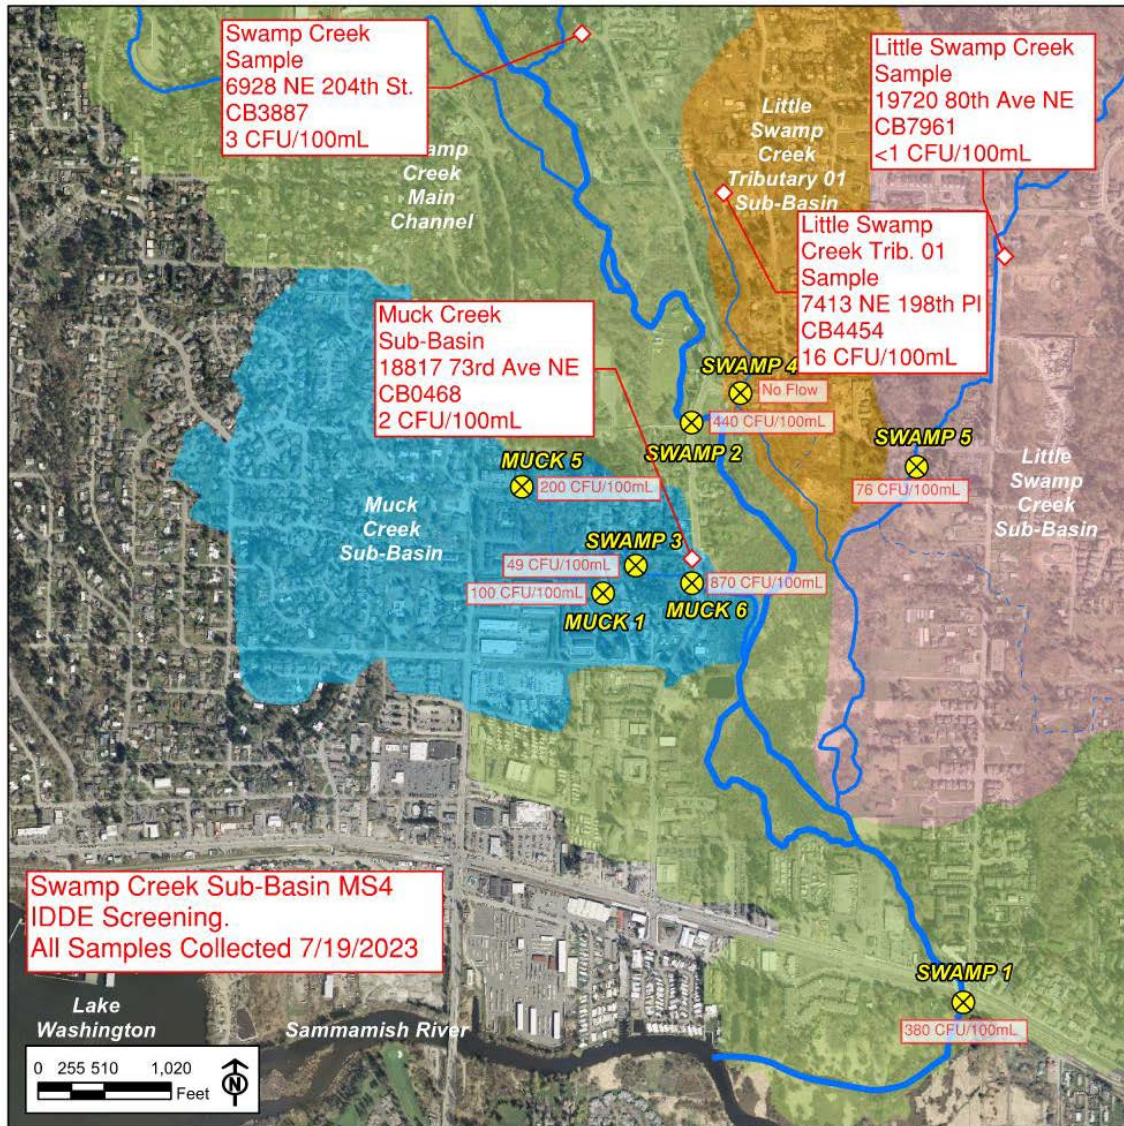 Swamp Creek
Sample
6928 NE 204th St.
CB3887
3 CFU/100mL
Little Swamp Creek
Sample
19720 80th Ave NE
CB7961
<1 CFU/100mL
Little
Swamp
Creek
Tributary 01
Sub-Basin
amp
Creek
Main
Channel
Little Swamp
Creek Trib. 01
Sample
7413 NE 198th Pl
CB4454
16 CFU/100mL
Muck Creek
Sub-Basin
18817 73rd Ave NE
CB0468
2 CFU/100mL
SWAMP 4
No Flow
440 CFU/100mL
SWAMP 2
SWAMP 5
76 CFU/100mL
Little
Swamp
Creek
Sub-Basin
MUCK 5
200 CFU/100mL
Muck
Creek
Sub-Basin
SWAMP 3
49 CFU/100mL
100 CFU/100mL
MUCK 1
870 CFU/100mL
MUCK 6
Swamp Creek Sub-Basin MS4
IDDE Screening.
All Samples Collected 7/19/2023
SWAMP 1
380 CFU/100mL
Lake
Washington
Sammamish River
0 255 510 1,020
Feet
N